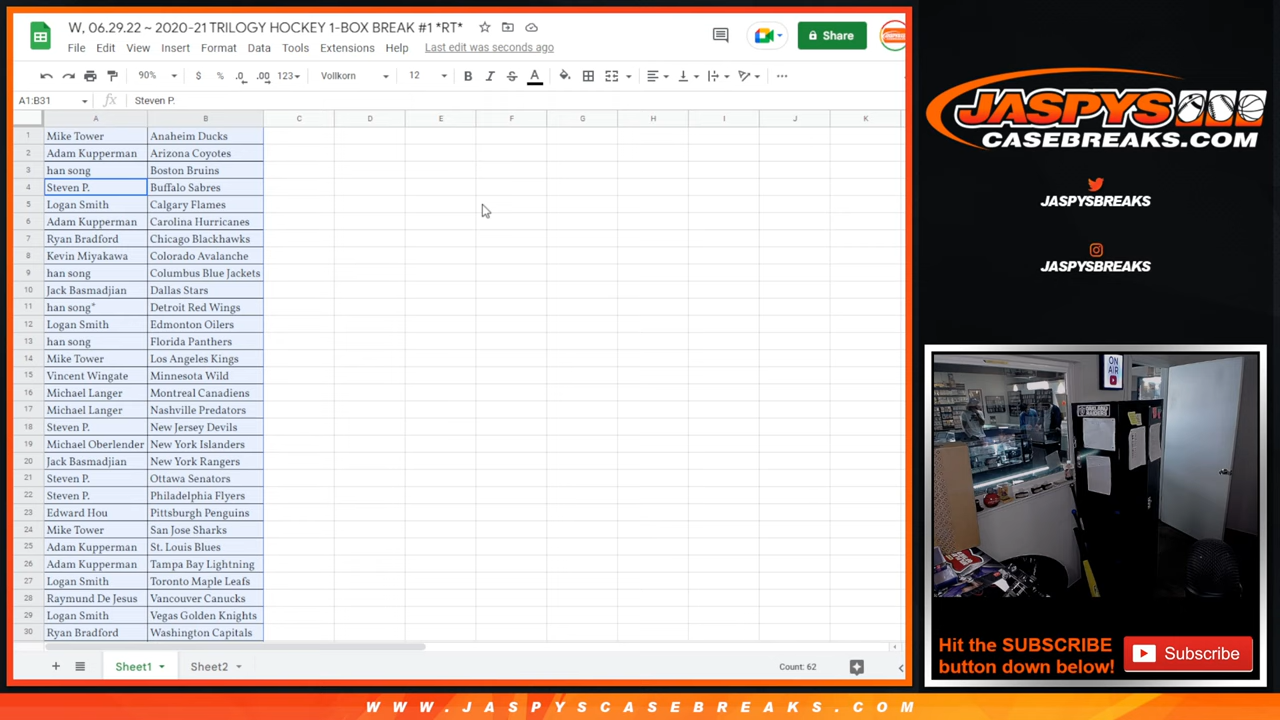 W, 06.29.22 ~ 2020-21 TRILOGY HOCKEY 1-BOX BREAK #1 *RT*
File Edit View Insert Format Data Tools Extensions Help Last edit was seconds ago
Share
90% $ % .0 .00 123 Vollkorn 12 B I S A
A1:B31 fx Steven P.
A B C D E F G H I J K
1 Mike Tower Anaheim Ducks
2 Adam Kupperman Arizona Coyotes
3 han song Boston Bruins
4 Steven P. Buffalo Sabres
5 Logan Smith Calgary Flames
6 Adam Kupperman Carolina Hurricanes
7 Ryan Bradford Chicago Blackhawks
8 Kevin Miyakawa Colorado Avalanche
9 han song Columbus Blue Jackets
10 Jack Basmadjian Dallas Stars
11 han song* Detroit Red Wings
12 Logan Smith Edmonton Oilers
13 han song Florida Panthers
14 Mike Tower Los Angeles Kings
15 Vincent Wingate Minnesota Wild
16 Michael Langer Montreal Canadiens
17 Michael Langer Nashville Predators
18 Steven P. New Jersey Devils
19 Michael Oberlender New York Islanders
20 Jack Basmadjian New York Rangers
21 Steven P. Ottawa Senators
22 Steven P. Philadelphia Flyers
23 Edward Hou Pittsburgh Penguins
24 Mike Tower San Jose Sharks
25 Adam Kupperman St. Louis Blues
26 Adam Kupperman Tampa Bay Lightning
27 Logan Smith Toronto Maple Leafs
28 Raymund De Jesus Vancouver Canucks
29 Logan Smith Vegas Golden Knights
30 Ryan Bradford Washington Capitals
Sheet1 Sheet2 Count: 62
JASPYS
CASEBREAKS.COM
JASPYSBREAKS
JASPYSBREAKS
ON
AIR
Hit the SUBSCRIBE
button down below!
Subscribe
WWW.JASPYSCASEBREAKS.COM